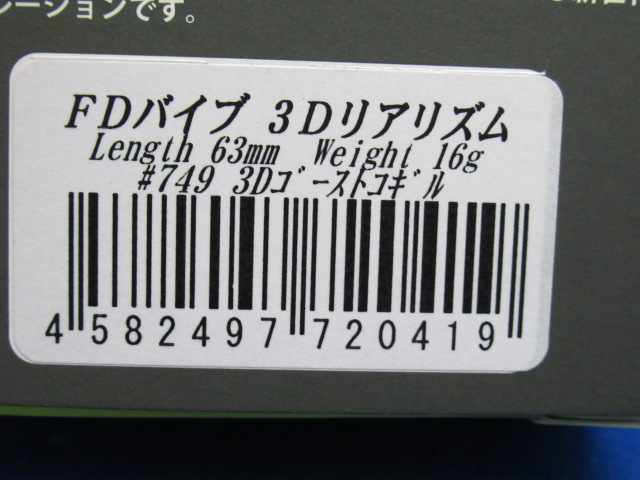 レーションです。
FDバイブ 3Dリアリズム
Length 63mm Weight 16g
#749 3Dゴーストコギル
4 582497 720419